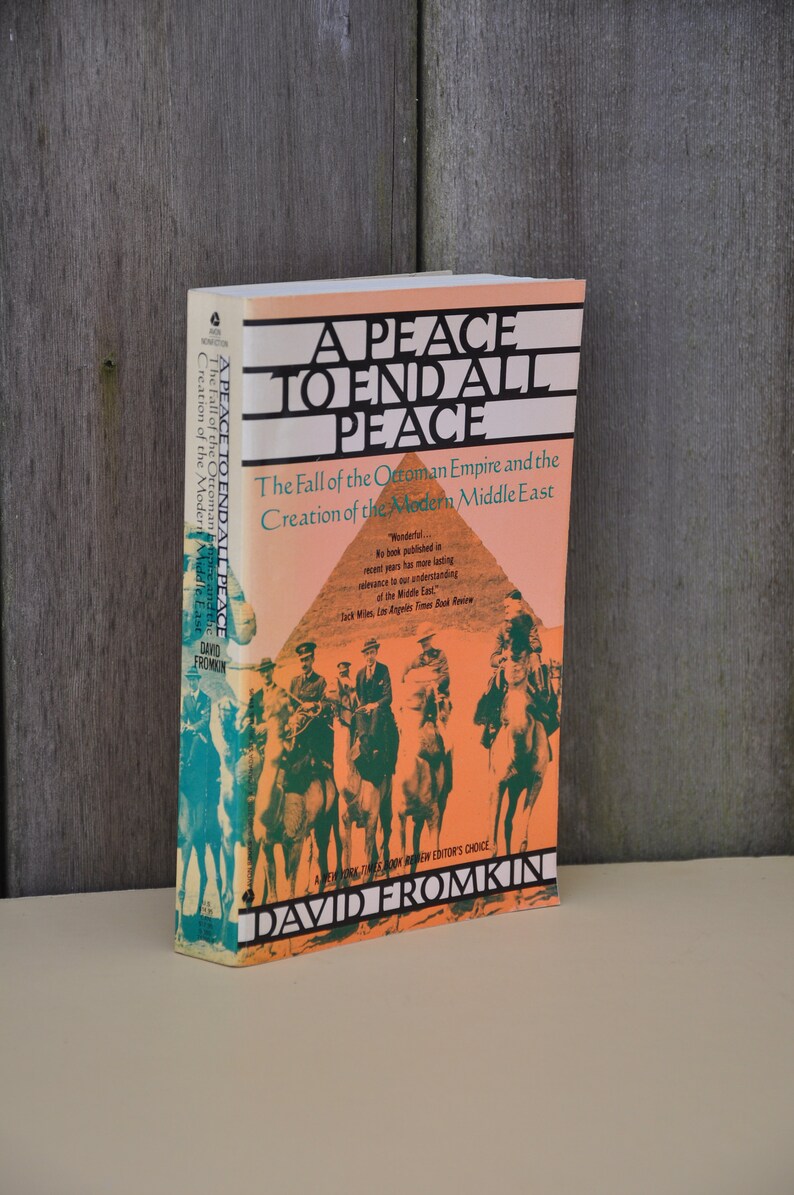 A PEACE
TO END ALL
PEACE
The Fall of the Ottoman Empire and the
Creation of the Modern Middle East
"Wonderful...
No book published in
recent years has more lasting
relevance to our understanding
of the Middle East."
Jack Miles, Los Angeles Times Book Review
A NEW YORK TIMES BOOK REVIEW EDITOR'S CHOICE
DAVID FROMKIN
AVON
NONFICTION
A PEACE TO END ALL PEACE
The Fall of the Ottoman Empire and the
Creation of the Modern Middle East
DAVID
FROMKIN